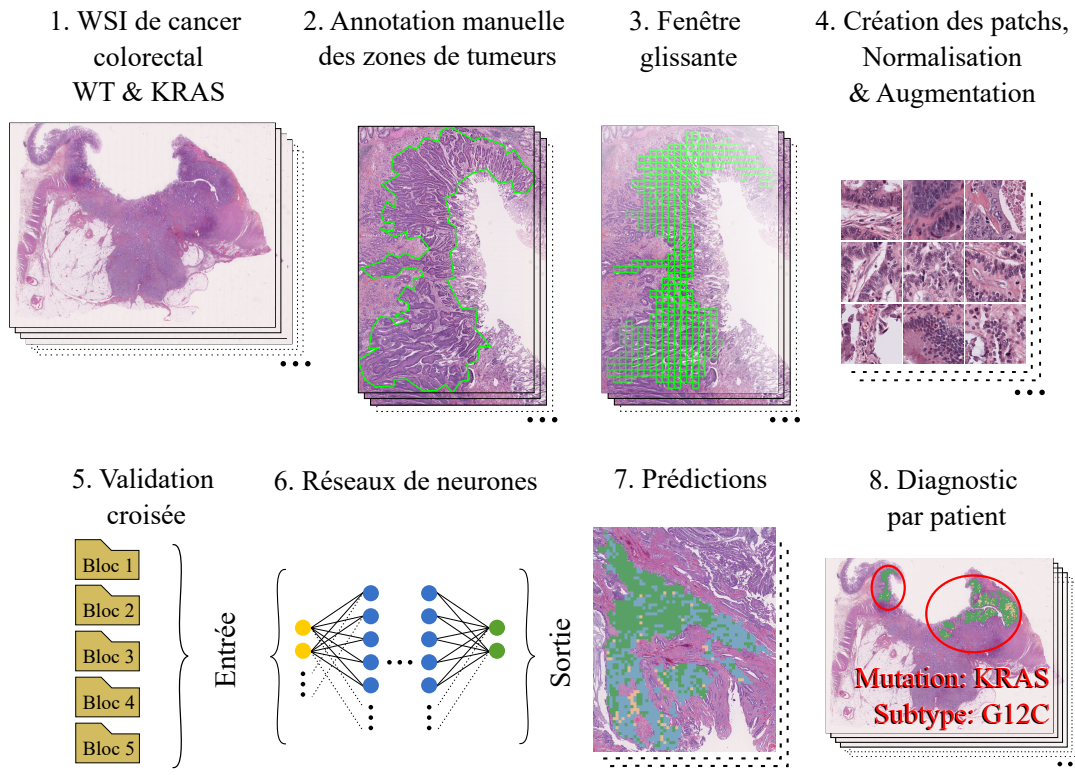 1. WSI de cancer
colorectal
WT & KRAS
2. Annotation manuelle
des zones de tumeurs
3. Fenêtre
glissante
4. Création des patchs,
Normalisation
& Augmentation
5. Validation
croisée
Bloc 1
Bloc 2
Bloc 3
Bloc 4
Bloc 5
Entrée
6. Réseaux de neurones
Sortie
7. Prédictions
8. Diagnostic
par patient
Mutation: KRAS
Subtype: G12C